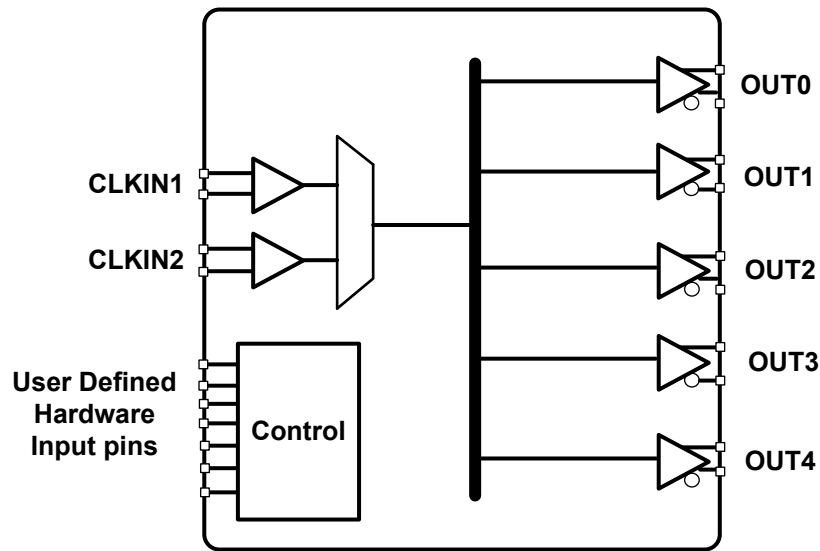 OUT0
CLKIN1
OUT1
CLKIN2
OUT2
User Defined
Hardware
Input pins
Control
OUT3
OUT4